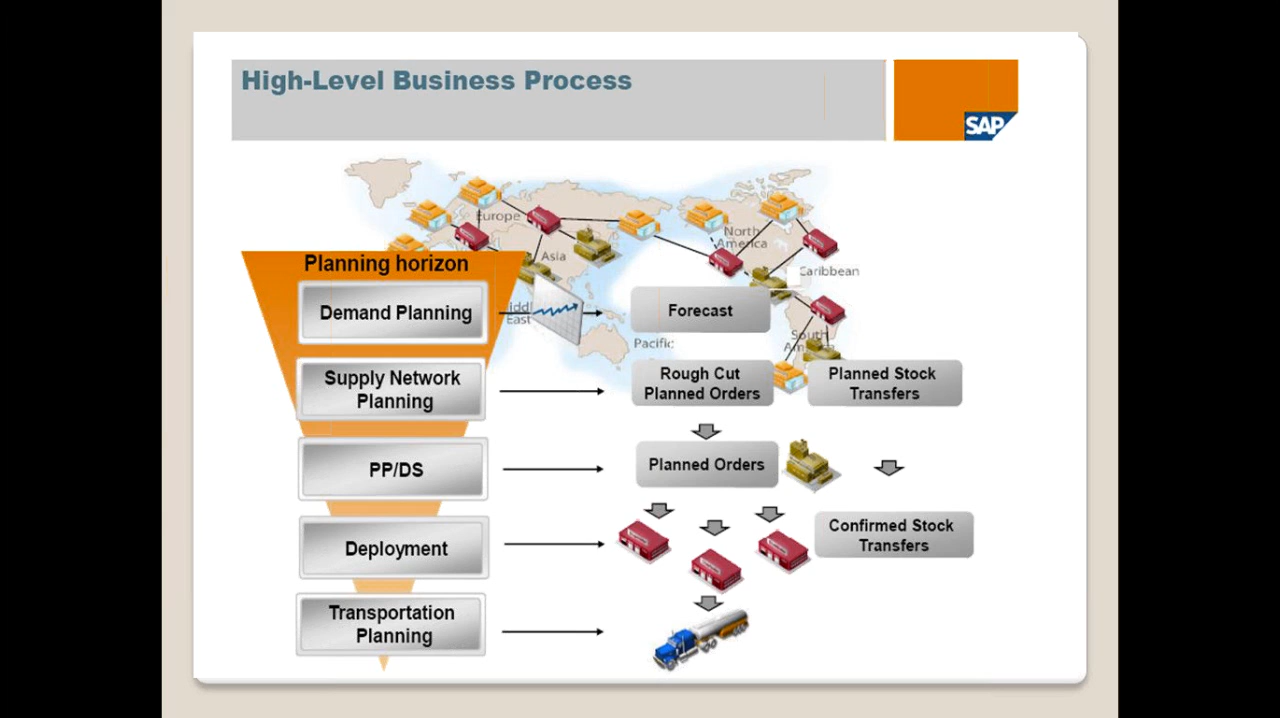 High-Level Business Process
SAP
Europe
Asia
North
America
Caribbean
Planning horizon
Demand Planning
East
Forecast
Pacific
South
Supply Network
Planning
Rough Cut
Planned Orders
Planned Stock
Transfers
PP/DS
Planned Orders
Deployment
Confirmed Stock
Transfers
Transportation
Planning